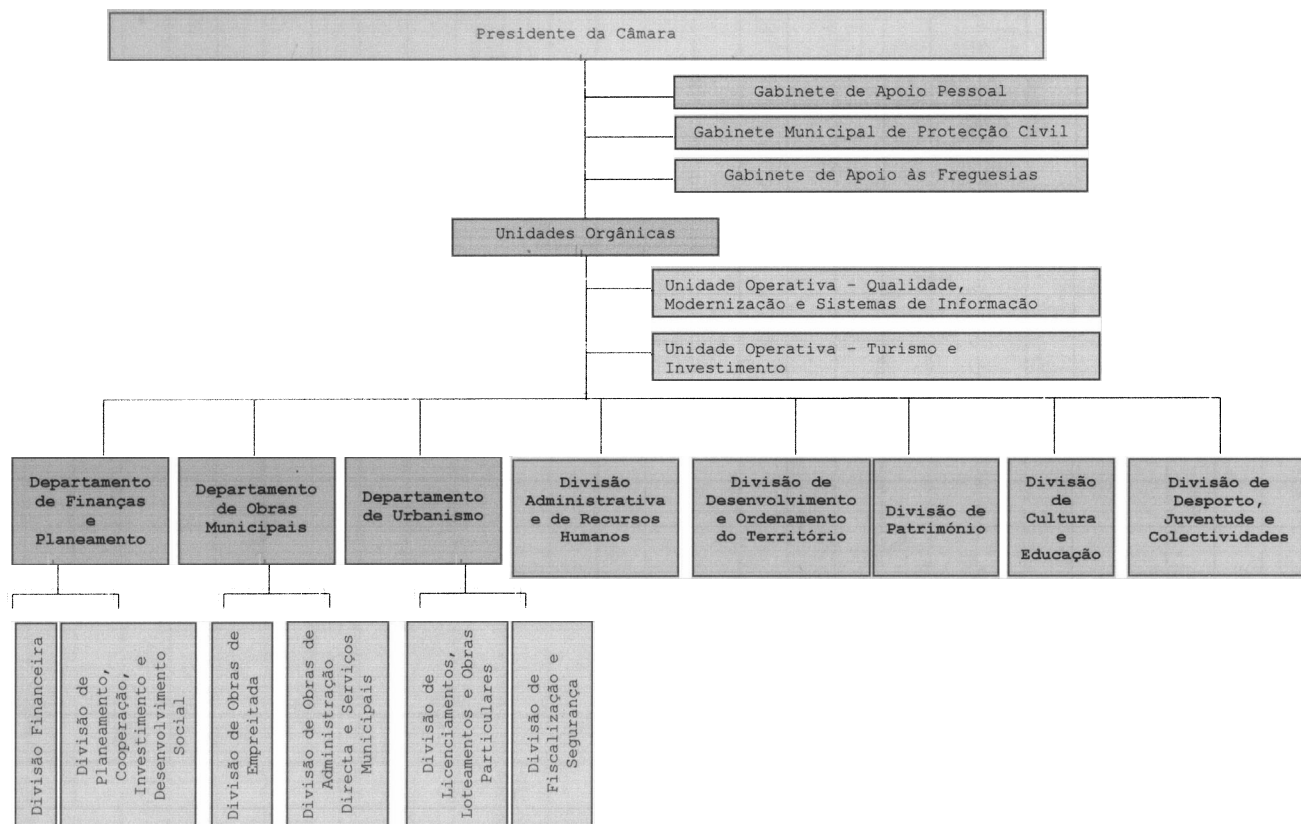 Presidente da Câmara
Gabinete de Apoio Pessoal
Gabinete Municipal de Protecção Civil
Gabinete de Apoio às Freguesias
Unidades Orgânicas
Unidade Operativa - Qualidade,
Modernização e Sistemas de Informação
Unidade Operativa - Turismo e
Investimento
Departamento
de Finanças
e
Planeamento
Departamento
de Obras
Municipais
Departamento
de Urbanismo
Divisão
Administrativa
e de Recursos
Humanos
Divisão de
Desenvolvimento
e Ordenamento
do Território
Divisão de
Património
Divisão
de
Cultura
e
Educação
Divisão de
Desporto,
Juventude e
Colectividades
Divisão Financeira
Divisão de
Planeamento,
Cooperação,
Investimento e
Desenvolvimento
Social
Divisão de Obras de
Empreitada
Divisão de Obras de
Administração
Directa e Serviços
Municipais
Divisão de
Licenciamentos,
Loteamentos e Obras
Particulares
Divisão de
Fiscalização e
Segurança